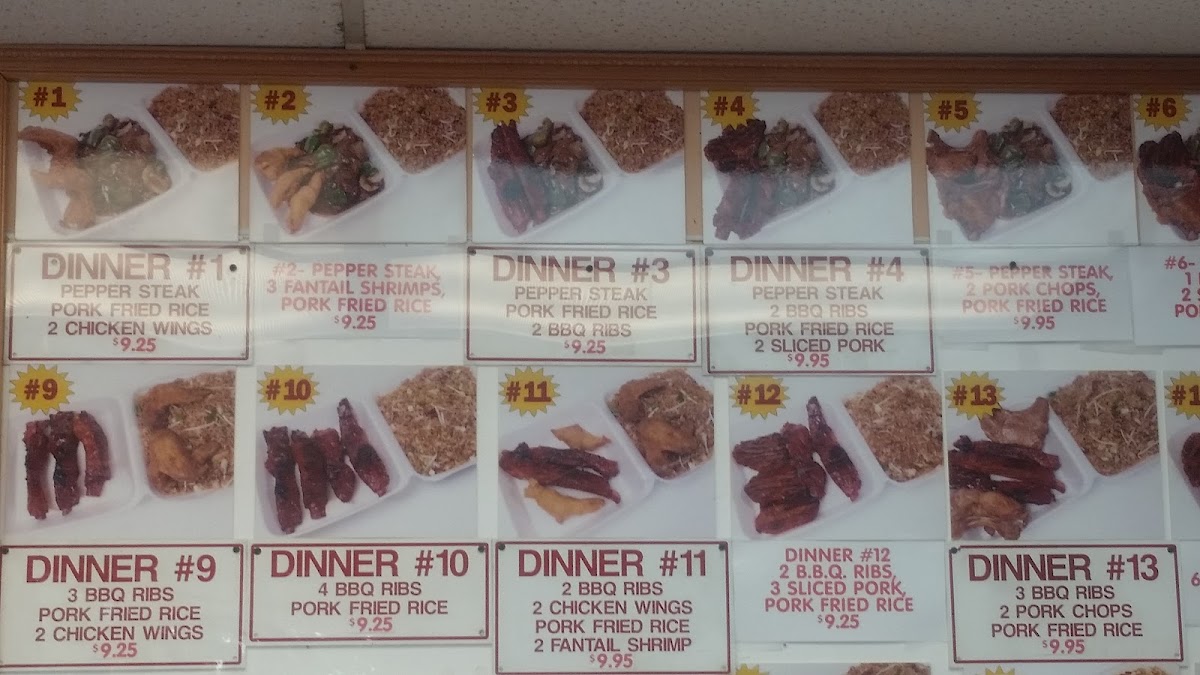 #1
#2
#3
#4
#5
#6
DINNER #1
PEPPER STEAK
PORK FRIED RICE
2 CHICKEN WINGS
$9.25
#2- PEPPER STEAK,
3 FANTAIL SHRIMPS,
PORK FRIED RICE
$9.25
DINNER #3
PEPPER STEAK
PORK FRIED RICE
2 BBQ RIBS
$9.25
DINNER #4
PEPPER STEAK
2 BBQ RIBS
PORK FRIED RICE
2 SLICED PORK
$9.95
#5- PEPPER STEAK,
2 PORK CHOPS,
PORK FRIED RICE
$9.95
#6-
1
2
PO
#9
#10
#11
#12
#13
#1
DINNER #9
3 BBQ RIBS
PORK FRIED RICE
2 CHICKEN WINGS
$9.25
DINNER #10
4 BBQ RIBS
PORK FRIED RICE
$9.25
DINNER #11
2 BBQ RIBS
2 CHICKEN WINGS
PORK FRIED RICE
2 FANTAIL SHRIMP
$9.95
DINNER #12
2 B.B.Q. RIBS,
3 SLICED PORK,
PORK FRIED RICE
$9.25
DINNER #13
3 BBQ RIBS
2 PORK CHOPS
PORK FRIED RICE
$9.95